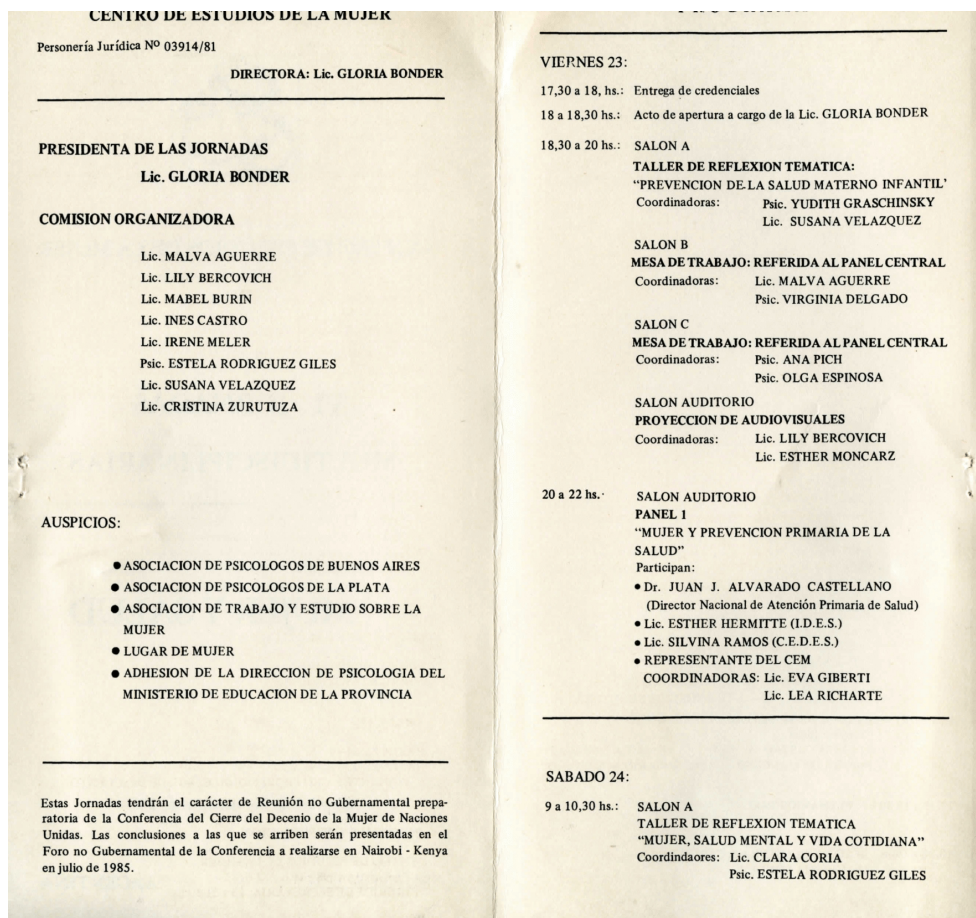 CENTRO DE ESTUDIOS DE LA MUJER
Personería Jurídica Nº 03914/81
DIRECTORA: Lic. GLORIA BONDER
PRESIDENTA DE LAS JORNADAS
Lic. GLORIA BONDER
COMISION ORGANIZADORA
Lic. MALVA AGUERRE
Lic. LILY BERCOVICH
Lic. MABEL BURIN
Lic. INES CASTRO
Lic. IRENE MELER
Psic. ESTELA RODRIGUEZ GILES
Lic. SUSANA VELAZQUEZ
Lic. CRISTINA ZURUTUZA
AUSPICIOS:
● ASOCIACION DE PSICOLOGOS DE BUENOS AIRES
● ASOCIACION DE PSICOLOGOS DE LA PLATA
● ASOCIACION DE TRABAJO Y ESTUDIO SOBRE LA
MUJER
● LUGAR DE MUJER
● ADHESION DE LA DIRECCION DE PSICOLOGIA DEL
MINISTERIO DE EDUCACION DE LA PROVINCIA
Estas Jornadas tendrán el carácter de Reunión no Gubernamental prepa-
ratoria de la Conferencia del Cierre del Decenio de la Mujer de Naciones
Unidas. Las conclusiones a las que se arriben serán presentadas en el
Foro no Gubernamental de la Conferencia a realizarse en Nairobi - Kenya
en julio de 1985.
VIERNES 23:
17,30 a 18, hs.: Entrega de credenciales
18 a 18,30 hs.: Acto de apertura a cargo de la Lic. GLORIA BONDER
18,30 a 20 hs.: SALON A
TALLER DE REFLEXION TEMATICA:
"PREVENCION DE LA SALUD MATERNO INFANTIL'
Coordinadoras: Psic. YUDITH GRASCHINSKY
Lic. SUSANA VELAZQUEZ
SALON B
MESA DE TRABAJO: REFERIDA AL PANEL CENTRAL
Coordinadoras: Lic. MALVA AGUERRE
Psic. VIRGINIA DELGADO
SALON C
MESA DE TRABAJO: REFERIDA AL PANEL CENTRAL
Coordinadoras: Psic. ANA PICH
Psic. OLGA ESPINOSA
SALON AUDITORIO
PROYECCION DE AUDIOVISUALES
Coordinadoras: Lic. LILY BERCOVICH
Lic. ESTHER MONCARZ
20 a 22 hs. SALON AUDITORIO
PANEL 1
"MUJER Y PREVENCION PRIMARIA DE LA
SALUD"
Participan:
● Dr. JUAN J. ALVARADO CASTELLANO
(Director Nacional de Atención Primaria de Salud)
● Lic. ESTHER HERMITTE (I.D.E.S.)
● Lic. SILVINA RAMOS (C.E.D.E.S.)
● REPRESENTANTE DEL CEM
COORDINADORAS: Lic. EVA GIBERTI
Lic. LEA RICHARTE
SABADO 24:
9 a 10,30 hs.: SALON A
TALLER DE REFLEXION TEMATICA
"MUJER, SALUD MENTAL Y VIDA COTIDIANA"
Coordindaores: Lic. CLARA CORIA
Psic. ESTELA RODRIGUEZ GILES